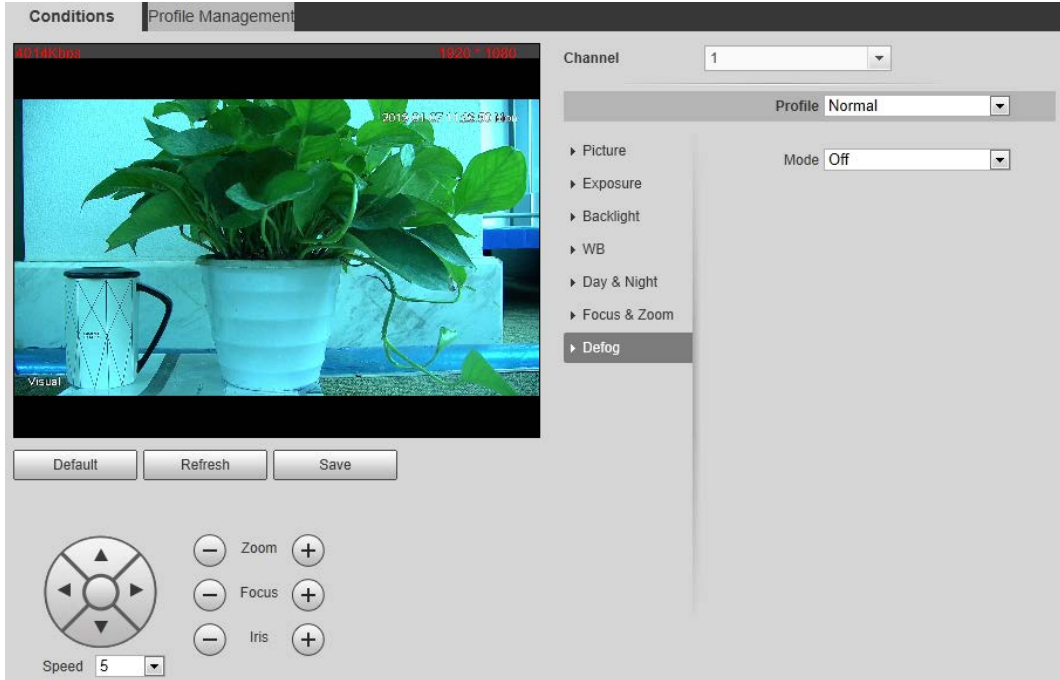 Conditions
Profile Management
4014Kbps
1920 * 1080
Visual
Default
Refresh
Save
Zoom
Focus
Iris
Speed 5
Channel 1
Profile Normal
Picture
Exposure
Backlight
WB
Day & Night
Focus & Zoom
Defog
Mode Off